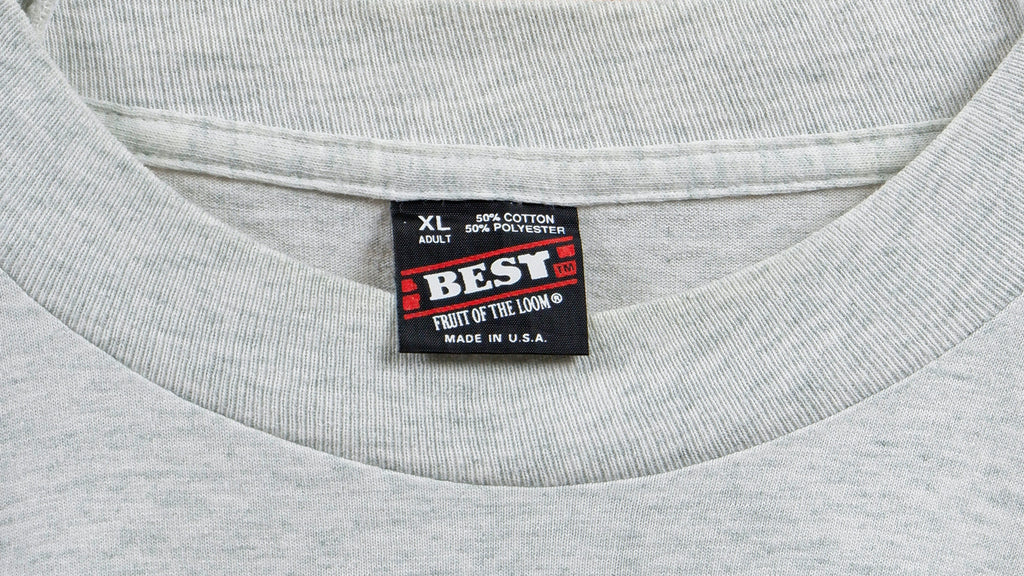 XL
ADULT
50% COTTON
50% POLYESTER
BEST
TM
FRUIT OF THE LOOM®
MADE IN U.S.A.